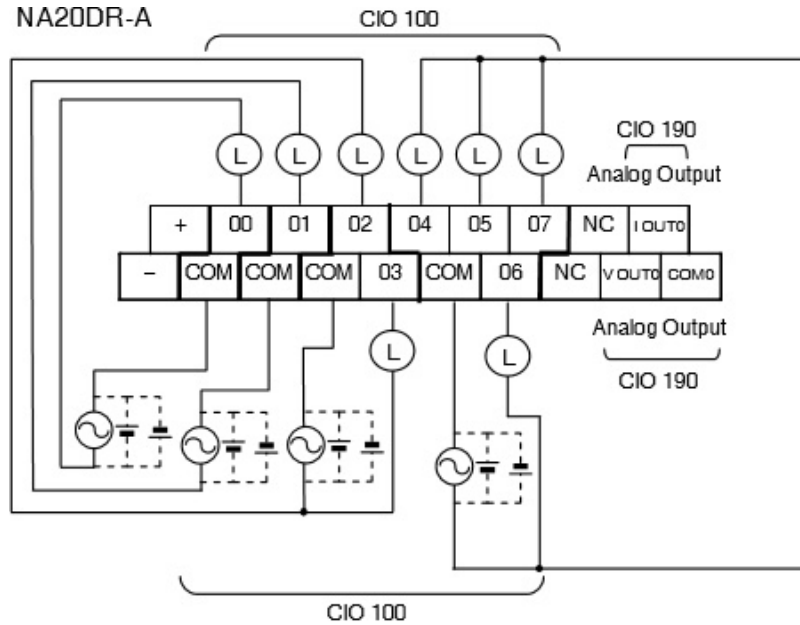 NA20DR-A
CIO 100
L L L L L L
CIO 190
Analog Output
+ 00 01 02 04 05 07 NC I OUT0
− COM COM COM 03 COM 06 NC V OUT0 COM0
L L
Analog Output
CIO 190
CIO 100